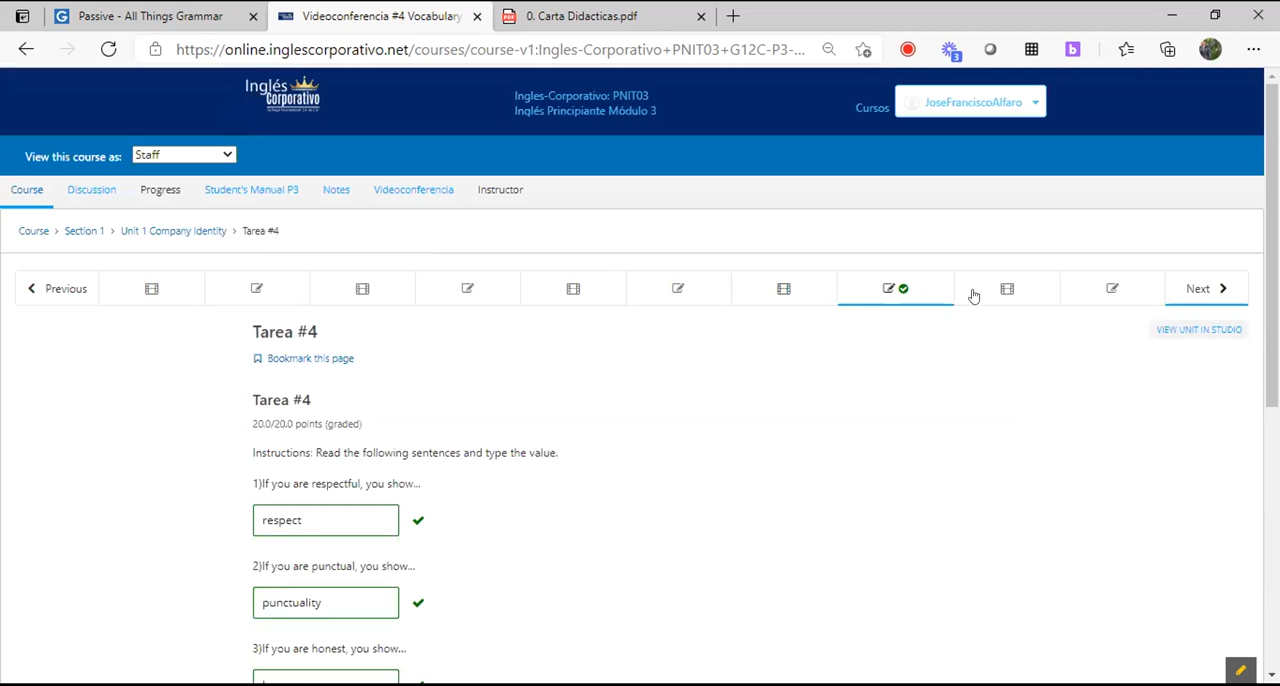 Passive - All Things Grammar
Videoconferencia #4 Vocabulary
0. Carta Didacticas.pdf
https://online.inglescorporativo.net/courses/course-v1:Ingles-Corporativo+PNIT03+G12C-P3-...
3
Inglés
Corporativo
Ingles-Corporativo: PNIT03
Inglés Principiante Módulo 3
Cursos
JoseFranciscoAlfaro
View this course as:
Staff
Course
Discussion
Progress
Student's Manual P3
Notes
Videoconferencia
Instructor
Course > Section 1 > Unit 1 Company Identity > Tarea #4
Previous
Next
Tarea #4
VIEW UNIT IN STUDIO
Bookmark this page
Tarea #4
20.0/20.0 points (graded)
Instructions: Read the following sentences and type the value.
1)If you are respectful, you show...
respect
2)If you are punctual, you show...
punctuality
3)If you are honest, you show...